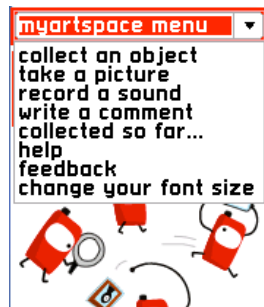 myartspace menu
collect an object
take a picture
record a sound
write a comment
collected so far...
help
feedback
change your font size